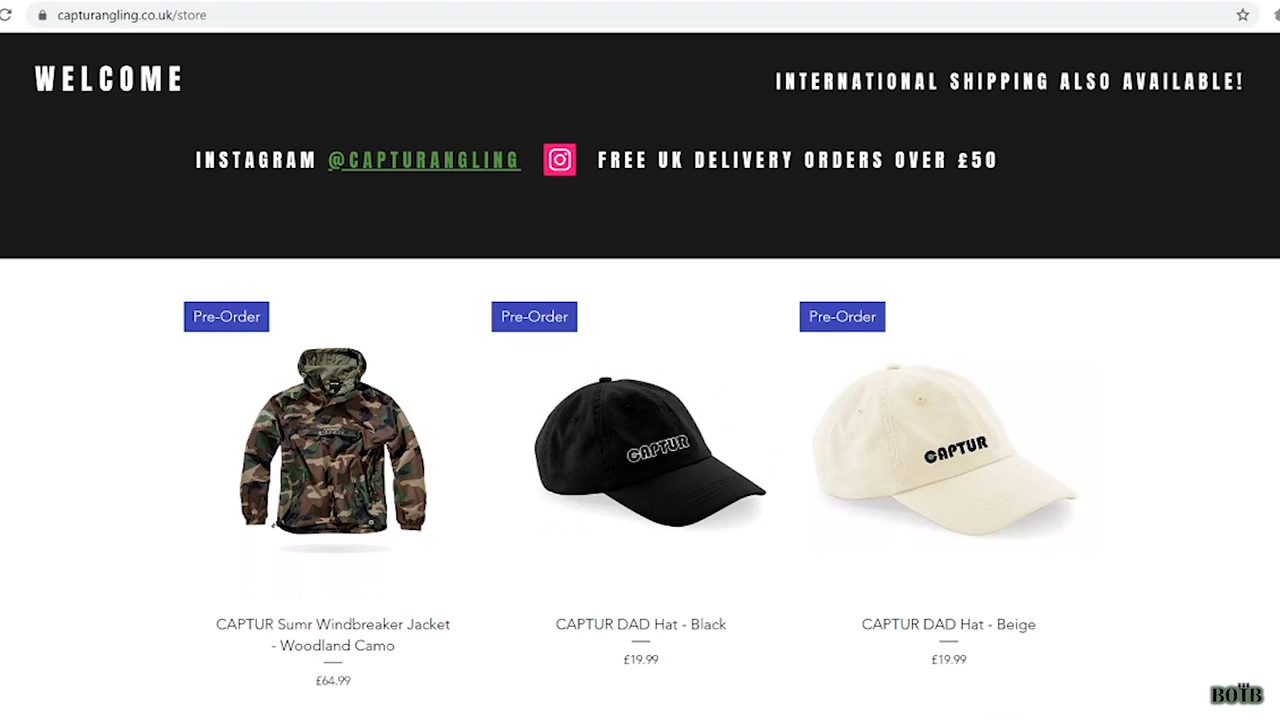 capturangling.co.uk/store
WELCOME
INTERNATIONAL SHIPPING ALSO AVAILABLE!
INSTAGRAM @CAPTURANGLING FREE UK DELIVERY ORDERS OVER £50
Pre-Order
Pre-Order
Pre-Order
CAPTUR
CAPTUR
CAPTUR Sumr Windbreaker Jacket
- Woodland Camo
£64.99
CAPTUR DAD Hat - Black
£19.99
CAPTUR DAD Hat - Beige
£19.99
BOTB